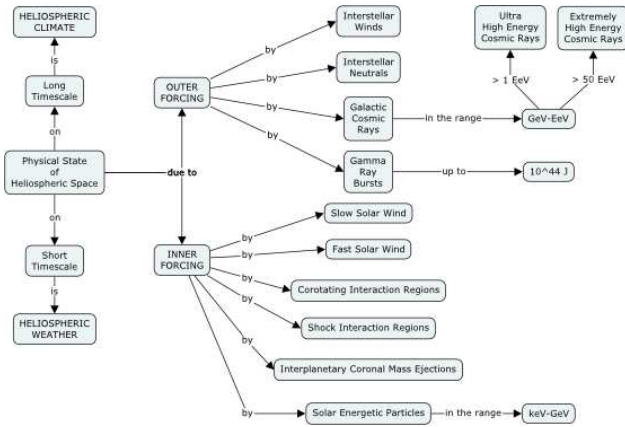 HELIOSPHERIC
CLIMATE
is
Long
Timescale
on
Physical State
of
Heliospheric Space
on
Short
Timescale
is
HELIOSPHERIC
WEATHER
due to
OUTER
FORCING
by
Interstellar
Winds
by
Interstellar
Neutrals
by
Galactic
Cosmic
Rays
in the range
GeV-EeV
> 1 EeV
Ultra
High Energy
Cosmic Rays
> 50 EeV
Extremely
High Energy
Cosmic Rays
by
Gamma
Ray
Bursts
up to
10^44 J
INNER
FORCING
by
Slow Solar Wind
by
Fast Solar Wind
by
Corotating Interaction Regions
by
Shock Interaction Regions
by
Interplanetary Coronal Mass Ejections
by
Solar Energetic Particles
in the range
keV-GeV